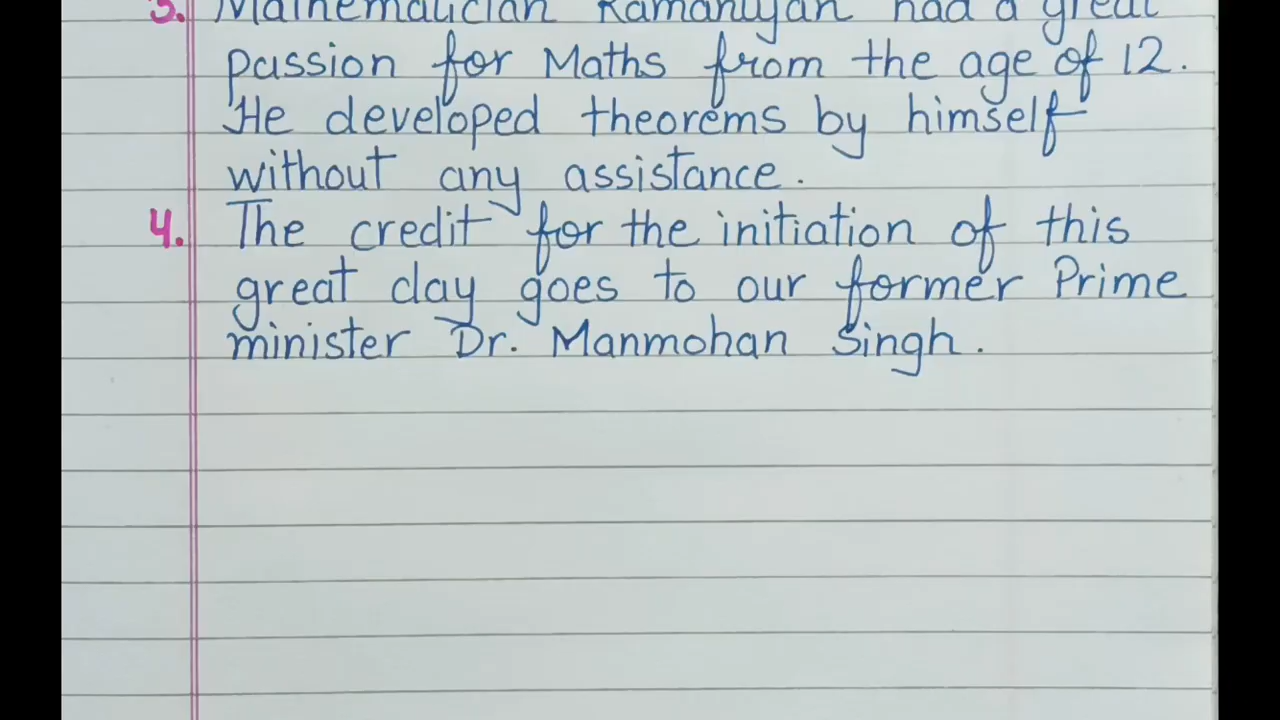 3. Mathematician Ramanujan had a great
passion for Maths from the age of 12.
He developed theorems by himself
without any assistance.
4. The credit for the initiation of this
great day goes to our former Prime
minister Dr. Manmohan Singh.